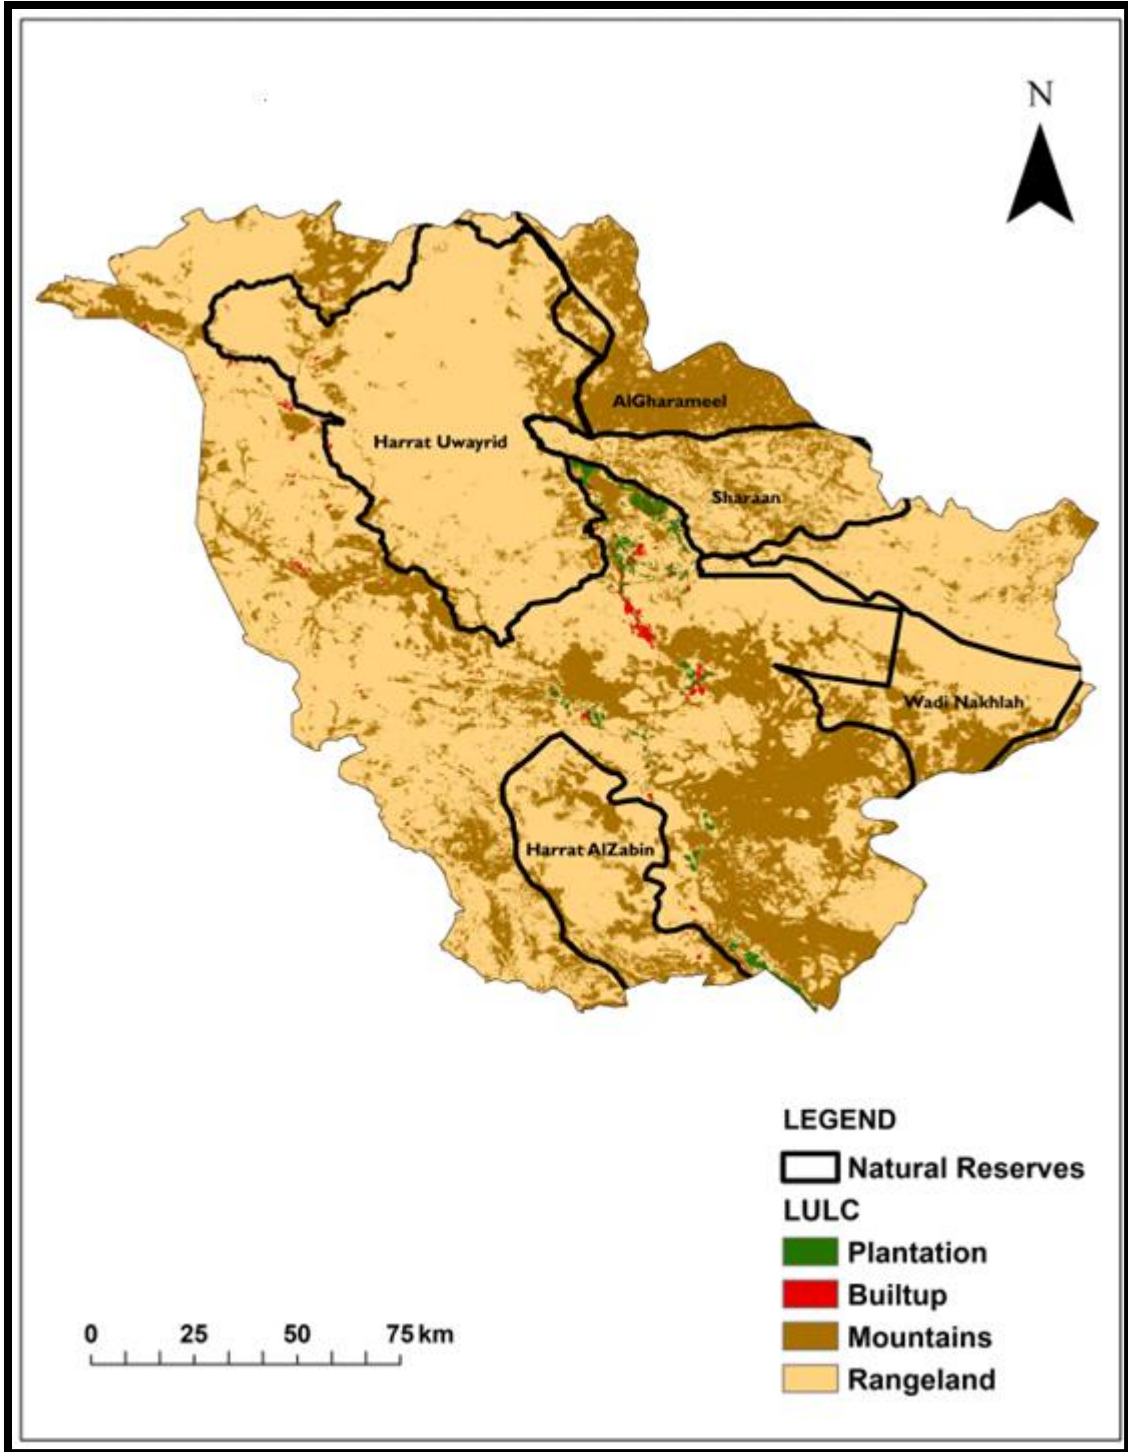 N
AlGharameel
Harrat Uwayrid
Sharaan
Wadi Nakhlah
Harrat AlZabin
LEGEND
Natural Reserves
LULC
Plantation
Builtup
Mountains
Rangeland
0 25 50 75 km